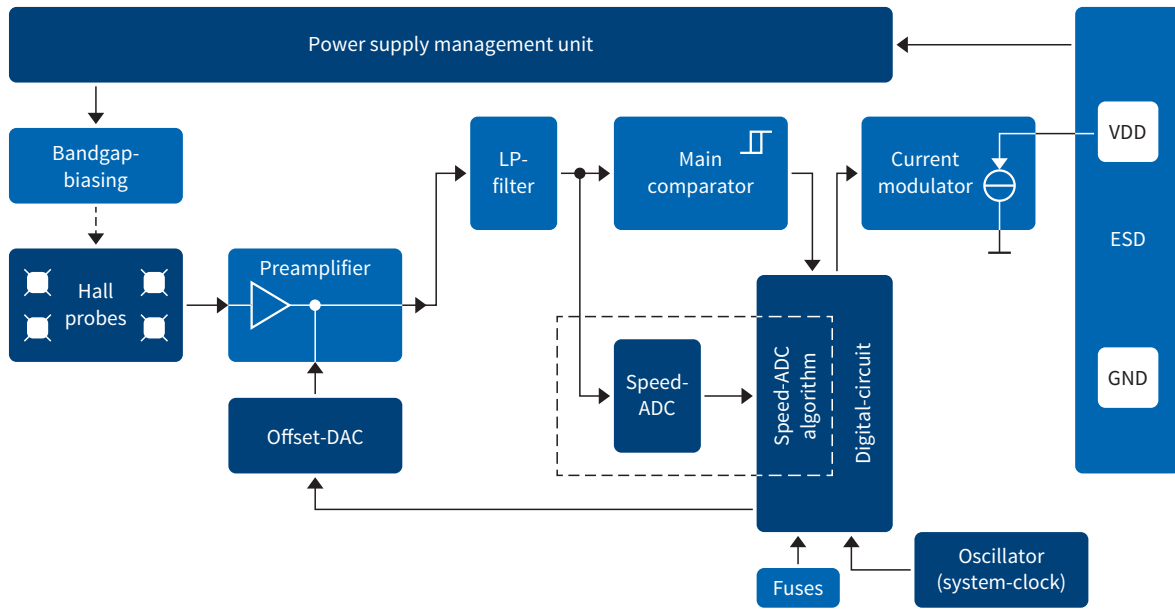 Power supply management unit
Bandgap-
biasing
LP-
filter
Main
comparator
Current
modulator
VDD
ESD
GND
Hall
probes
Preamplifier
Speed-
ADC
Speed-ADC
algorithm
Digital-circuit
Offset-DAC
Fuses
Oscillator
(system-clock)